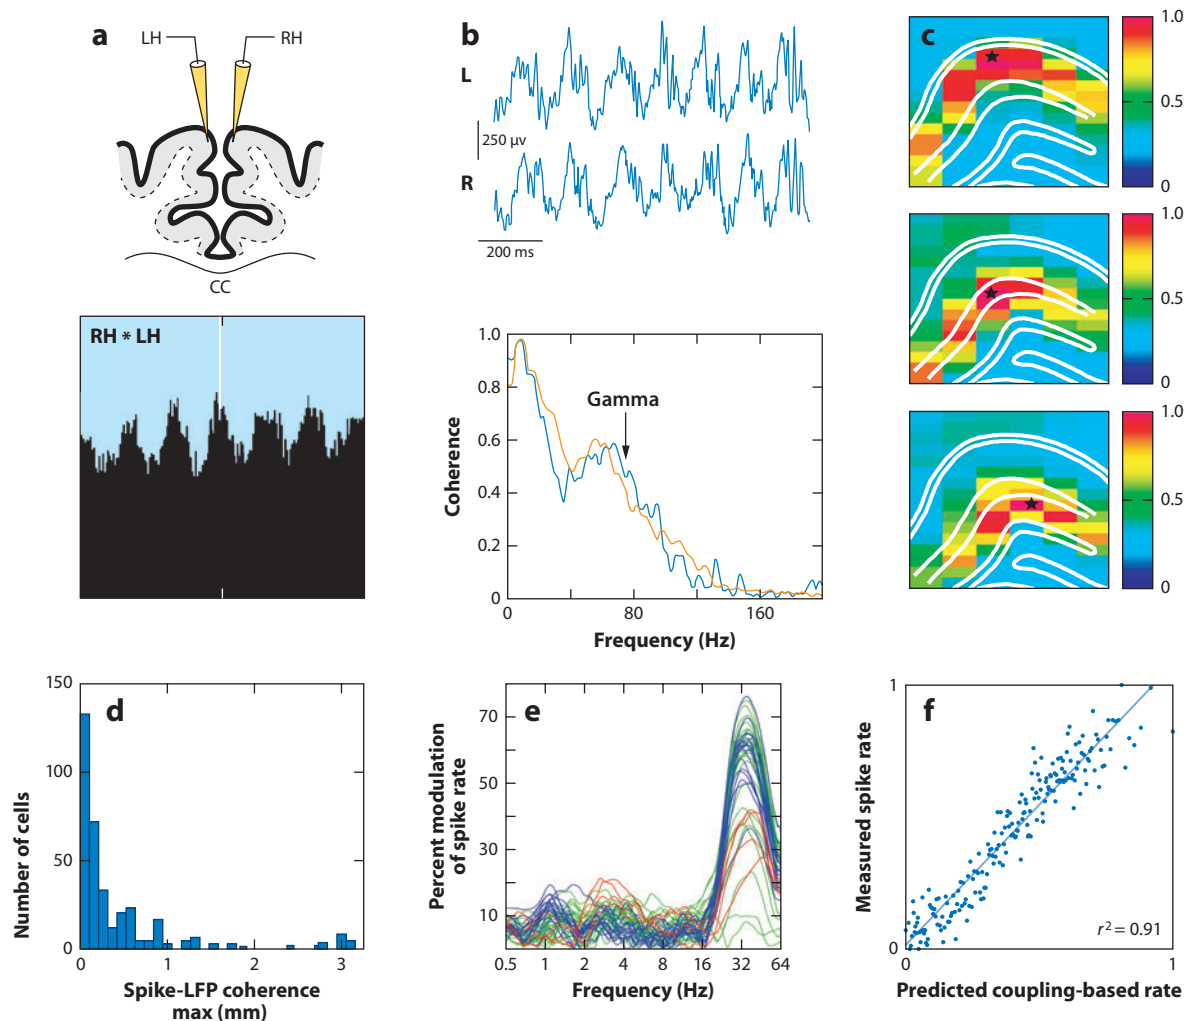 a
LH
RH
CC
RH * LH
b
L
250 μv
R
200 ms
1.0
0.8
0.6
0.4
0.2
0
Coherence
Gamma
0
80
160
Frequency (Hz)
c
1.0
0.5
0
1.0
0.5
0
1.0
0.5
0
d
150
100
50
0
Number of cells
0
1
2
3
Spike-LFP coherence
max (mm)
e
70
50
30
10
Percent modulation
of spike rate
0.5
1
2
4
8
16
32
64
Frequency (Hz)
f
1
0
Measured spike rate
r² = 0.91
0
1
Predicted coupling-based rate